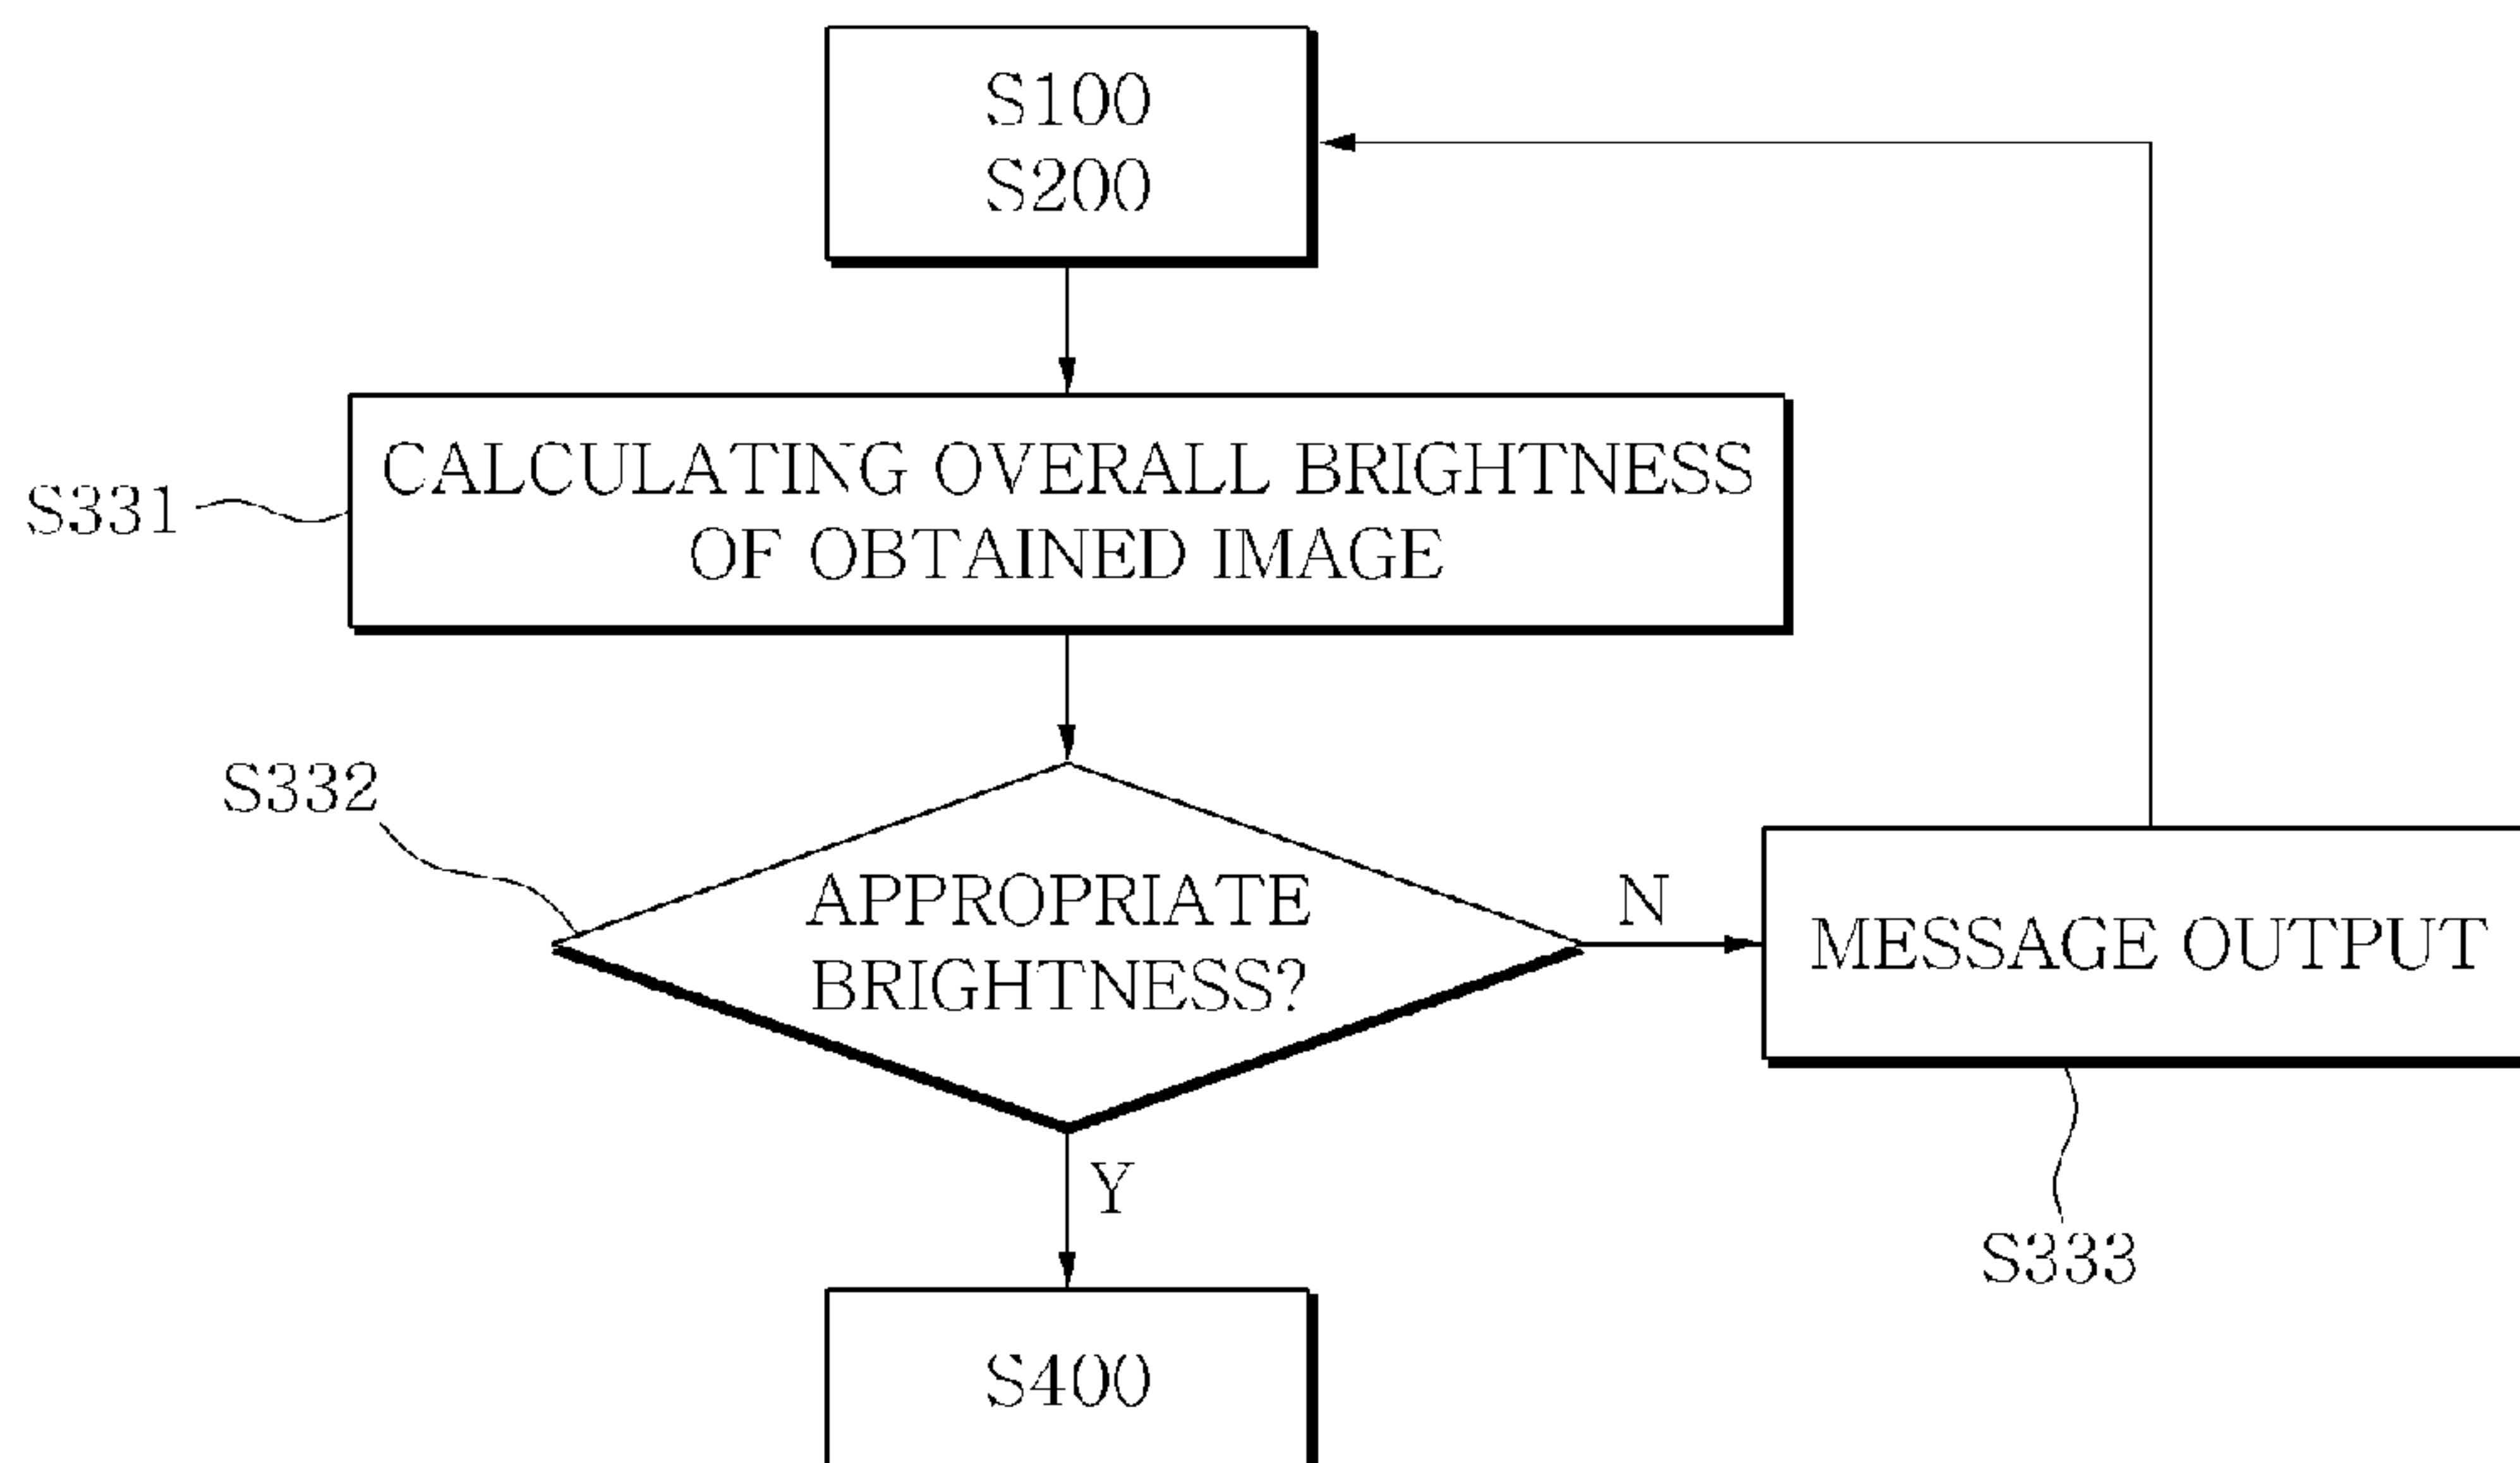 S100
S200
S331
CALCULATING OVERALL BRIGHTNESS
OF OBTAINED IMAGE
S332
APPROPRIATE
BRIGHTNESS?
N
MESSAGE OUTPUT
Y
S333
S400